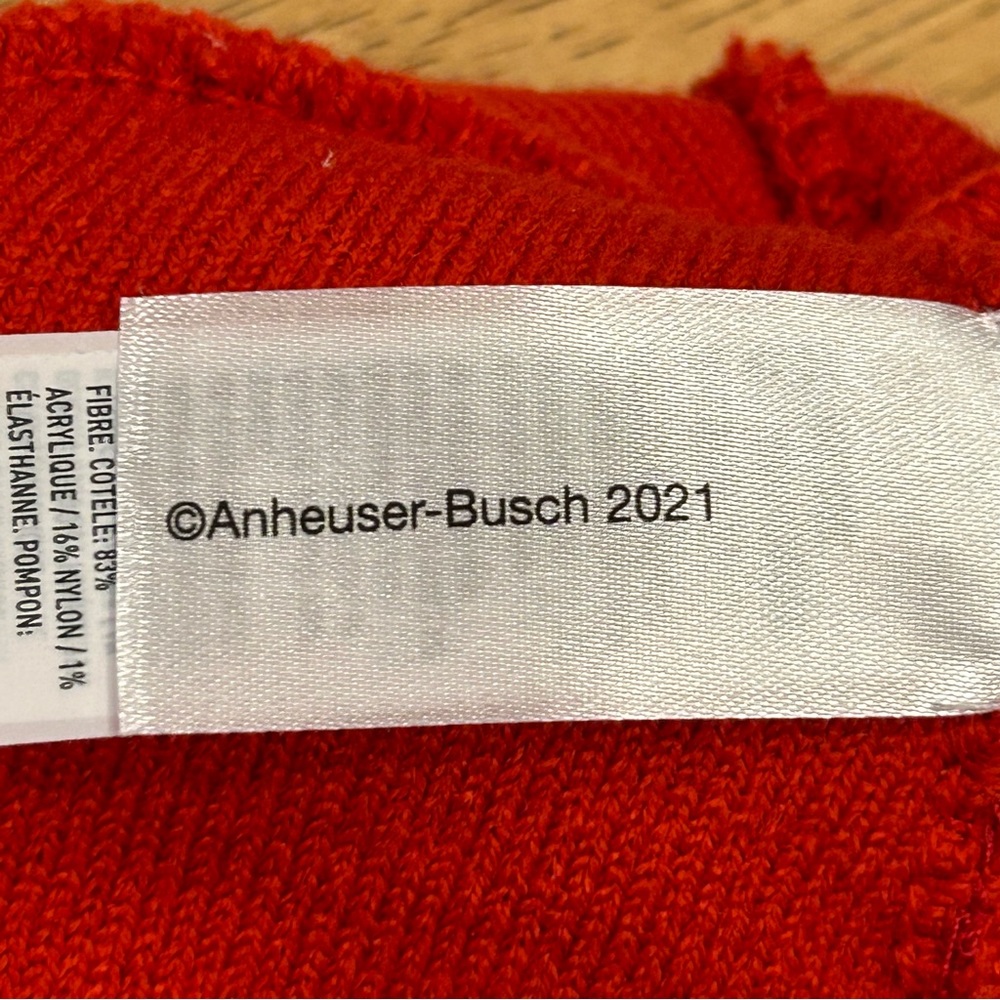 ©Anheuser-Busch 2021
FIBRE. COTELE: 83%
ACRYLIQUE / 16% NYLON / 1%
ÉLASTHANNE. POMPON: